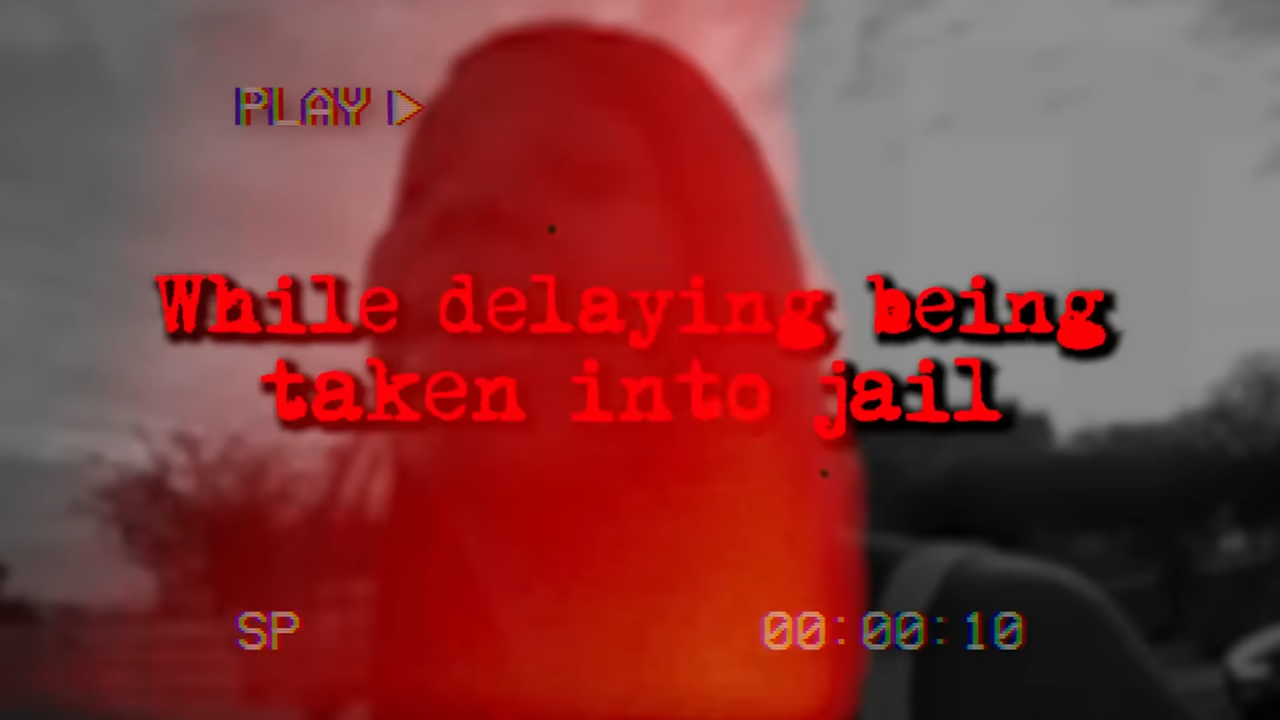 PLAY
While delaying being
taken into jail
SP
00:00:10